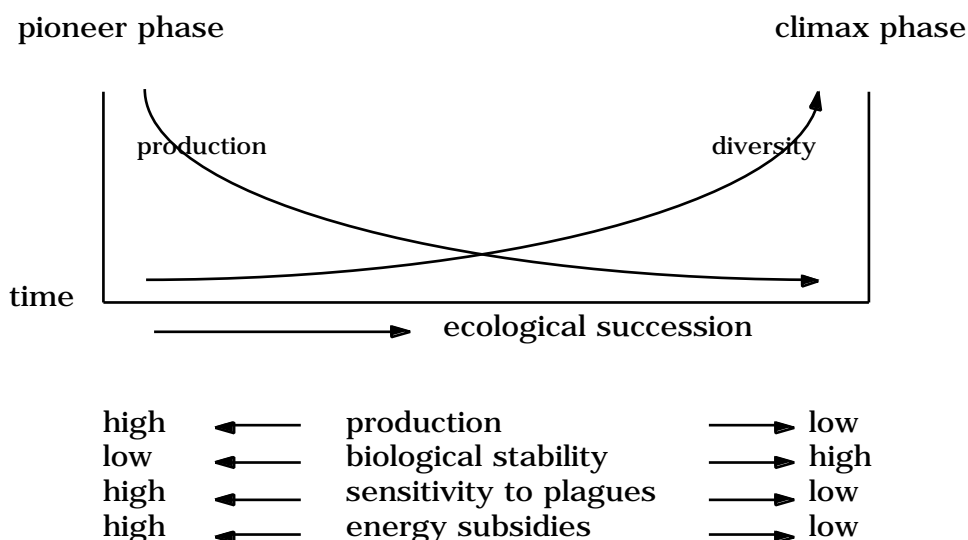 pioneer phase climax phase
production diversity
time
ecological succession
high production low
low biological stability high
high sensitivity to plagues low
high energy subsidies low